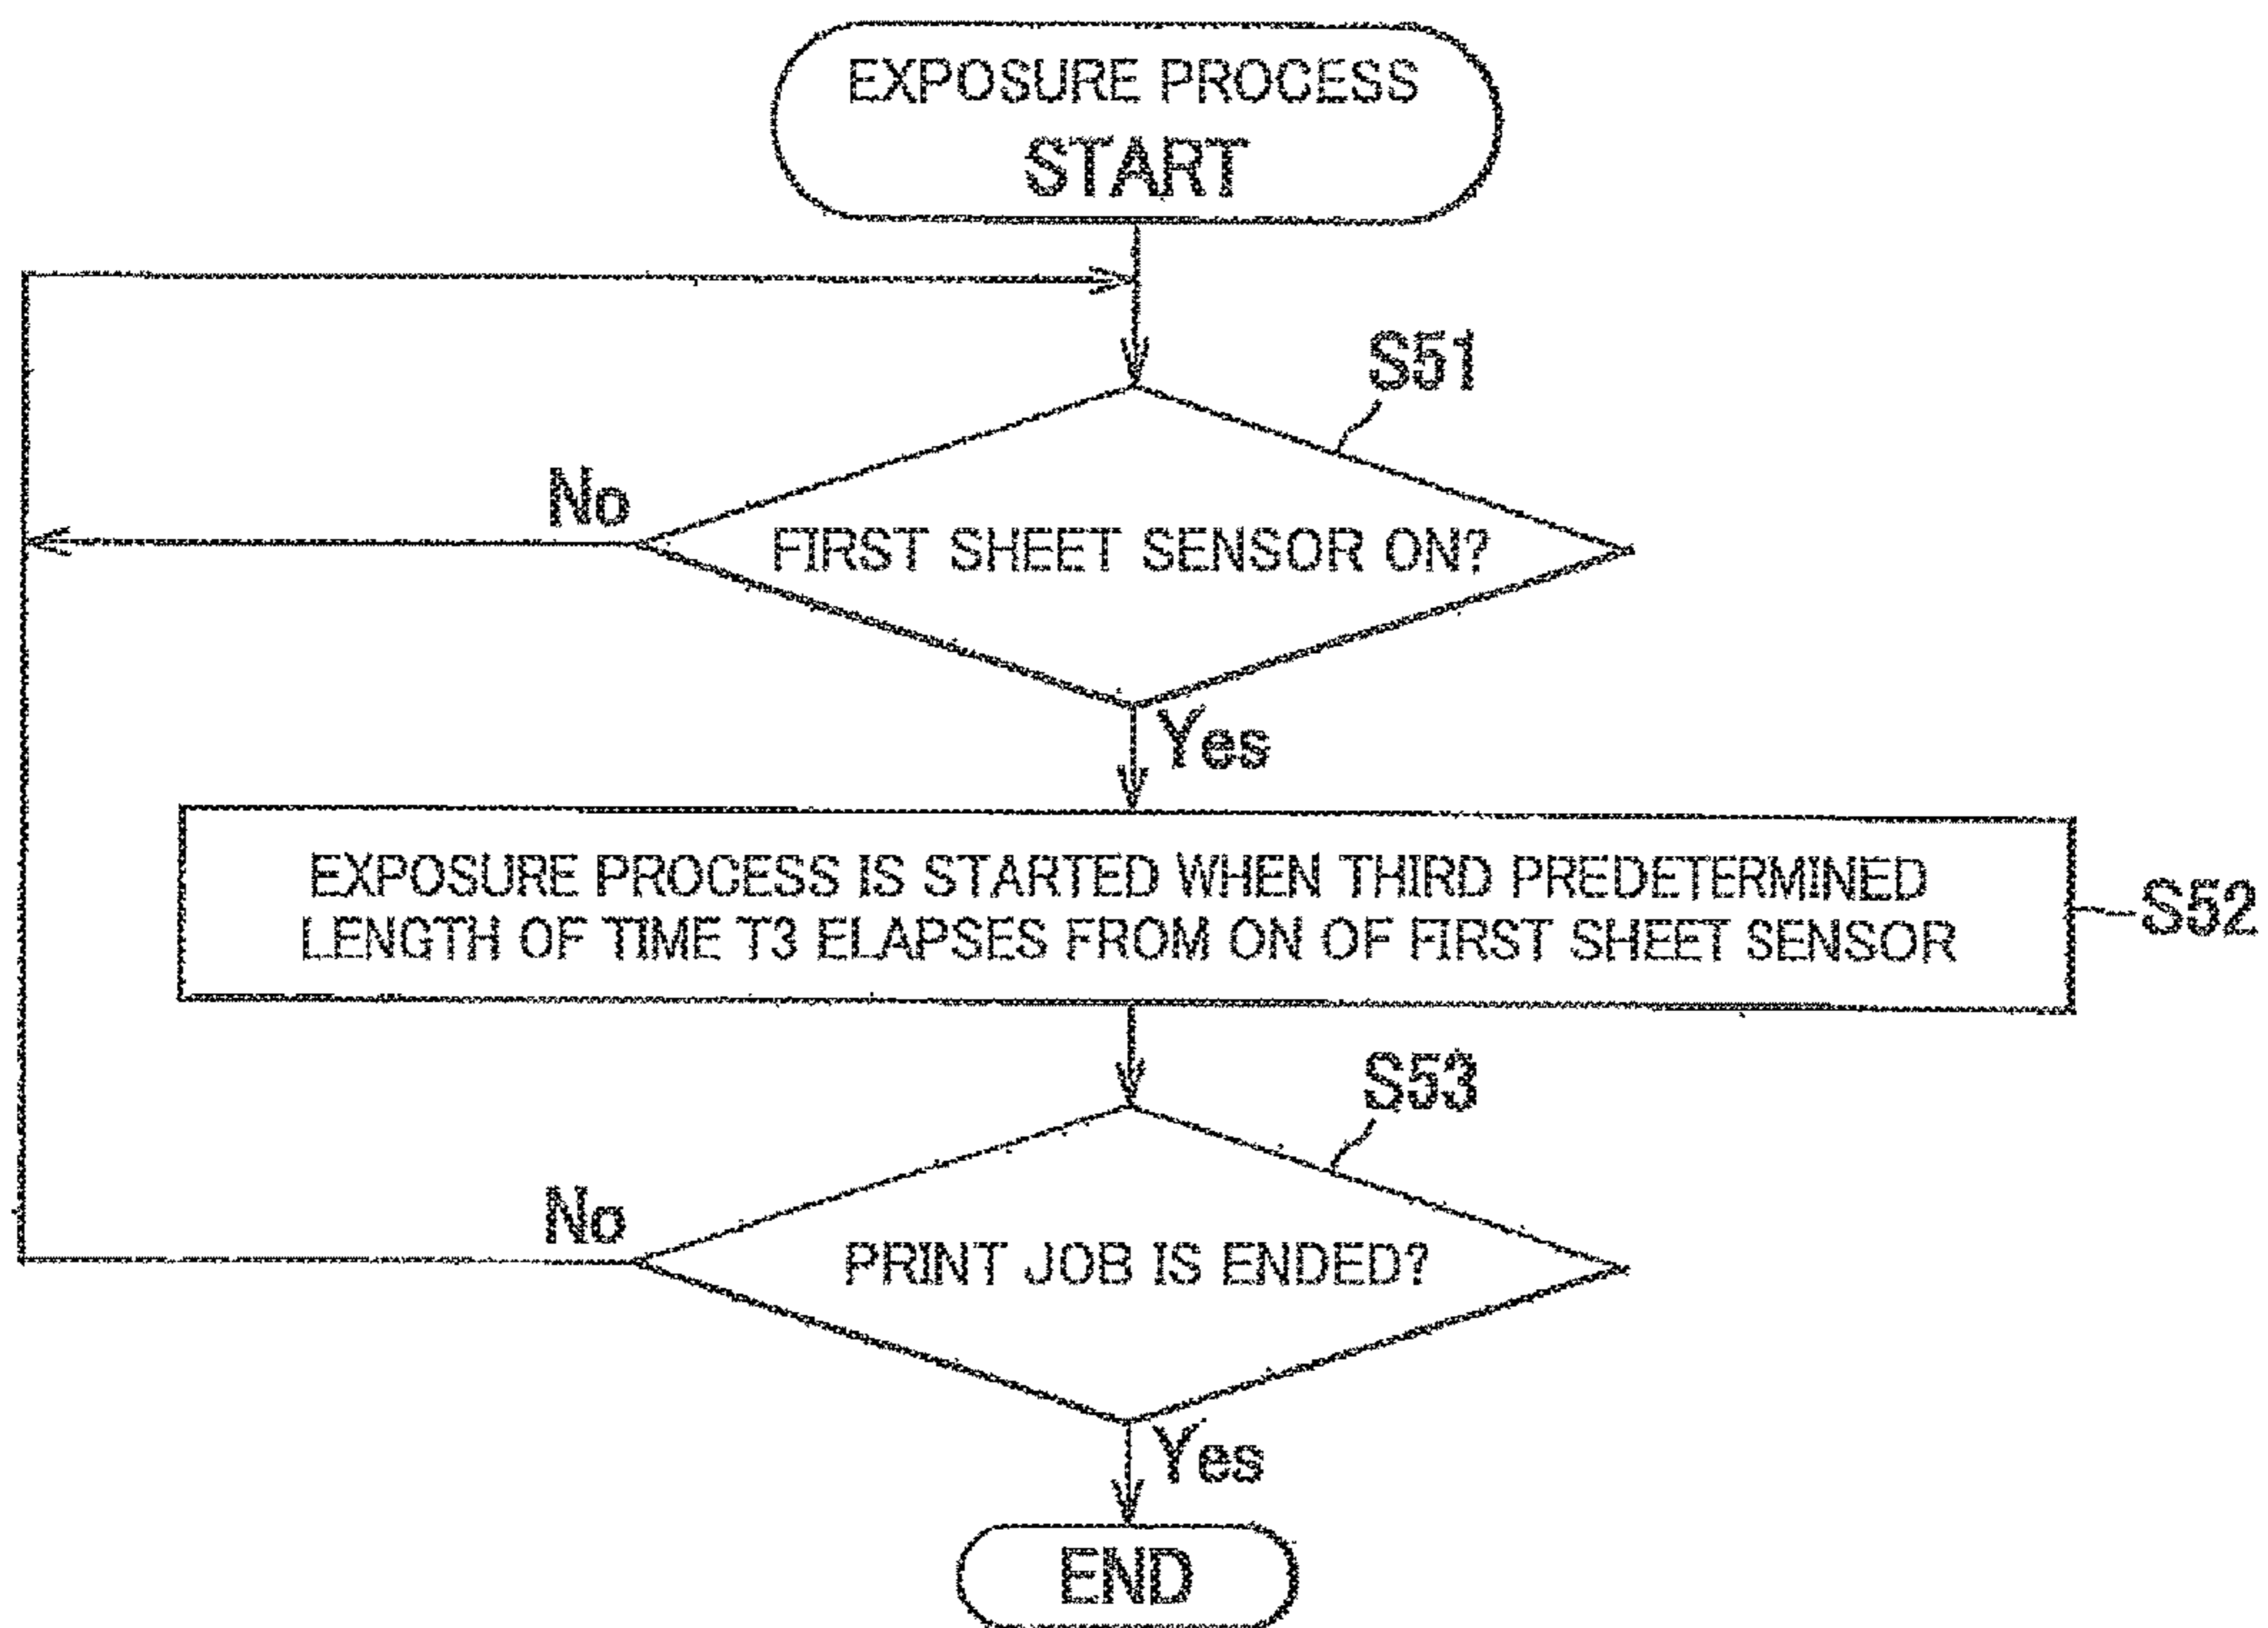 EXPOSURE PROCESS
START
S51
No
FIRST SHEET SENSOR ON?
Yes
EXPOSURE PROCESS IS STARTED WHEN THIRD PREDETERMINED
LENGTH OF TIME T3 ELAPSES FROM ON OF FIRST SHEET SENSOR
S52
S53
No
PRINT JOB IS ENDED?
Yes
END